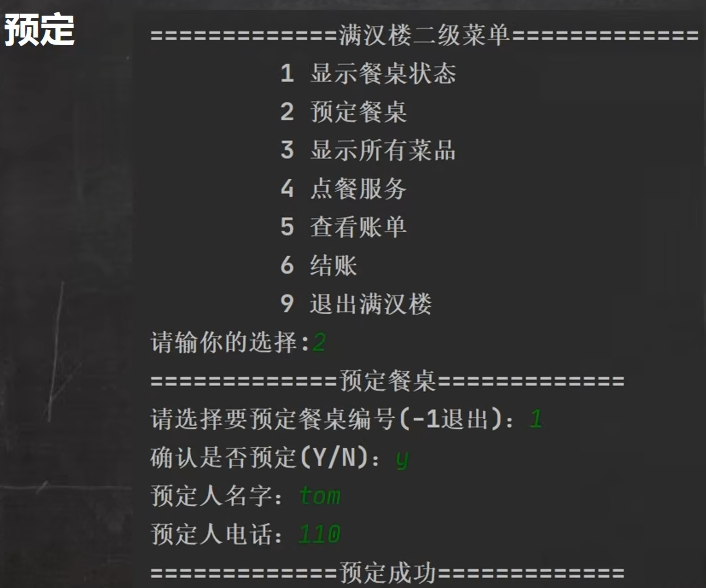 预定
=============满汉楼二级菜单=============
1 显示餐桌状态
2 预定餐桌
3 显示所有菜品
4 点餐服务
5 查看账单
6 结账
9 退出满汉楼
请输你的选择:2
=============预定餐桌=============
请选择要预定餐桌编号(-1退出): 1
确认是否预定(Y/N): y
预定人名字: tom
预定人电话: 110
=============预定成功=============